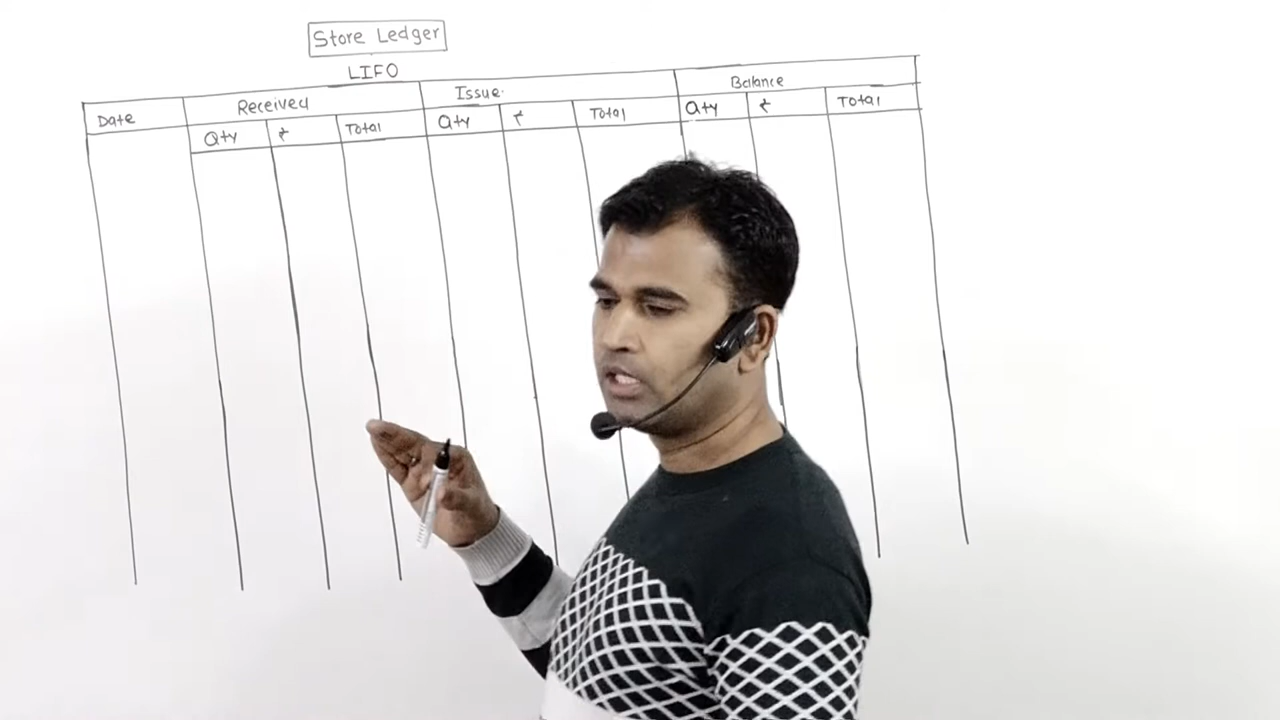 Store Ledger
LIFO
Date Received Issue Balance
Qty ₹ Total Qty ₹ Total Qty ₹ Total